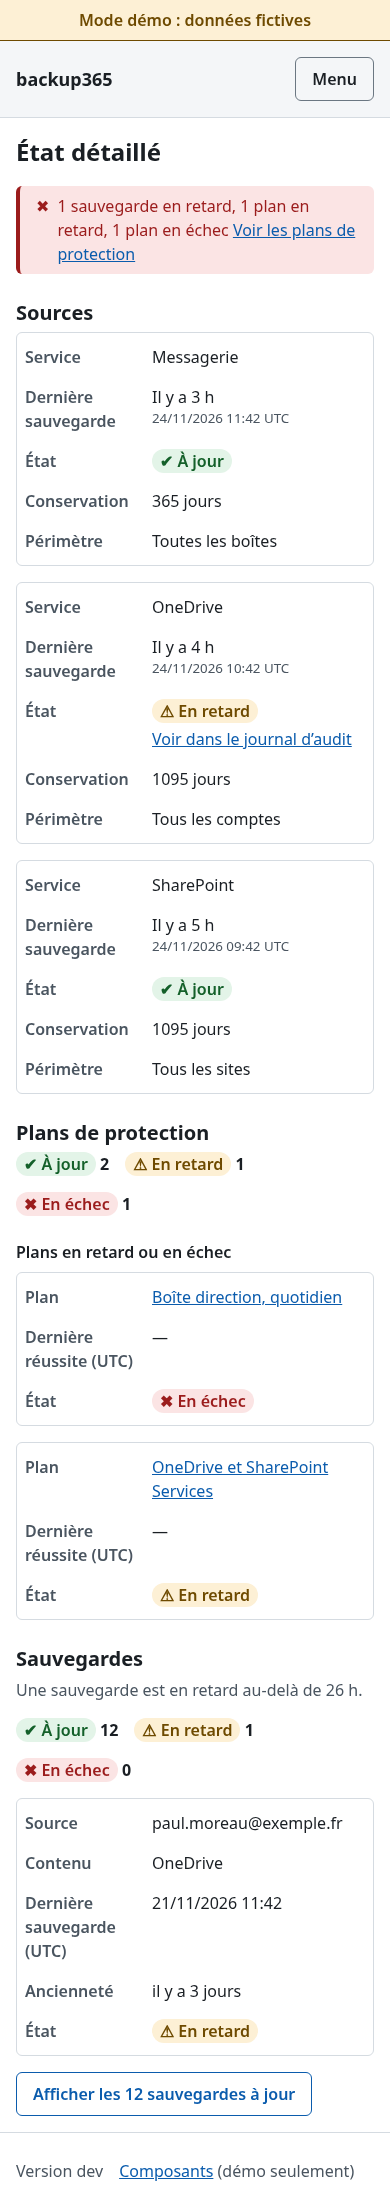 Mode démo : données fictives
backup365
Menu
État détaillé
✖ 1 sauvegarde en retard, 1 plan en
retard, 1 plan en échec Voir les plans de
protection
Sources
Service Messagerie
Dernière Il y a 3 h
sauvegarde 24/11/2026 11:42 UTC
État ✔ À jour
Conservation 365 jours
Périmètre Toutes les boîtes
Service OneDrive
Dernière Il y a 4 h
sauvegarde 24/11/2026 10:42 UTC
État ⚠ En retard
Voir dans le journal d’audit
Conservation 1095 jours
Périmètre Tous les comptes
Service SharePoint
Dernière Il y a 5 h
sauvegarde 24/11/2026 09:42 UTC
État ✔ À jour
Conservation 1095 jours
Périmètre Tous les sites
Plans de protection
✔ À jour 2 ⚠ En retard 1
✖ En échec 1
Plans en retard ou en échec
Plan Boîte direction, quotidien
Dernière —
réussite (UTC)
État ✖ En échec
Plan OneDrive et SharePoint
Services
Dernière —
réussite (UTC)
État ⚠ En retard
Sauvegardes
Une sauvegarde est en retard au-delà de 26 h.
✔ À jour 12 ⚠ En retard 1
✖ En échec 0
Source paul.moreau@exemple.fr
Contenu OneDrive
Dernière 21/11/2026 11:42
sauvegarde
(UTC)
Ancienneté il y a 3 jours
État ⚠ En retard
Afficher les 12 sauvegardes à jour
Version dev Composants (démo seulement)